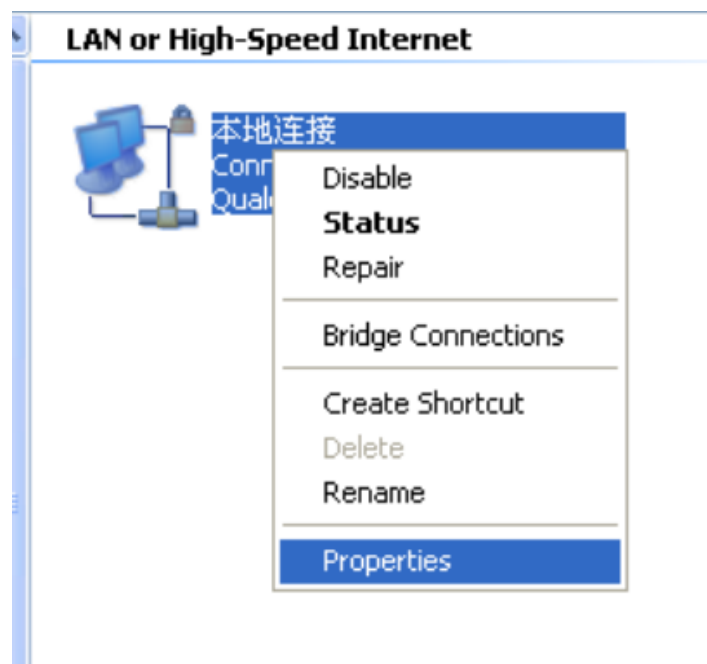 LAN or High-Speed Internet
本地连接
Disable
Status
Repair
Bridge Connections
Create Shortcut
Delete
Rename
Properties